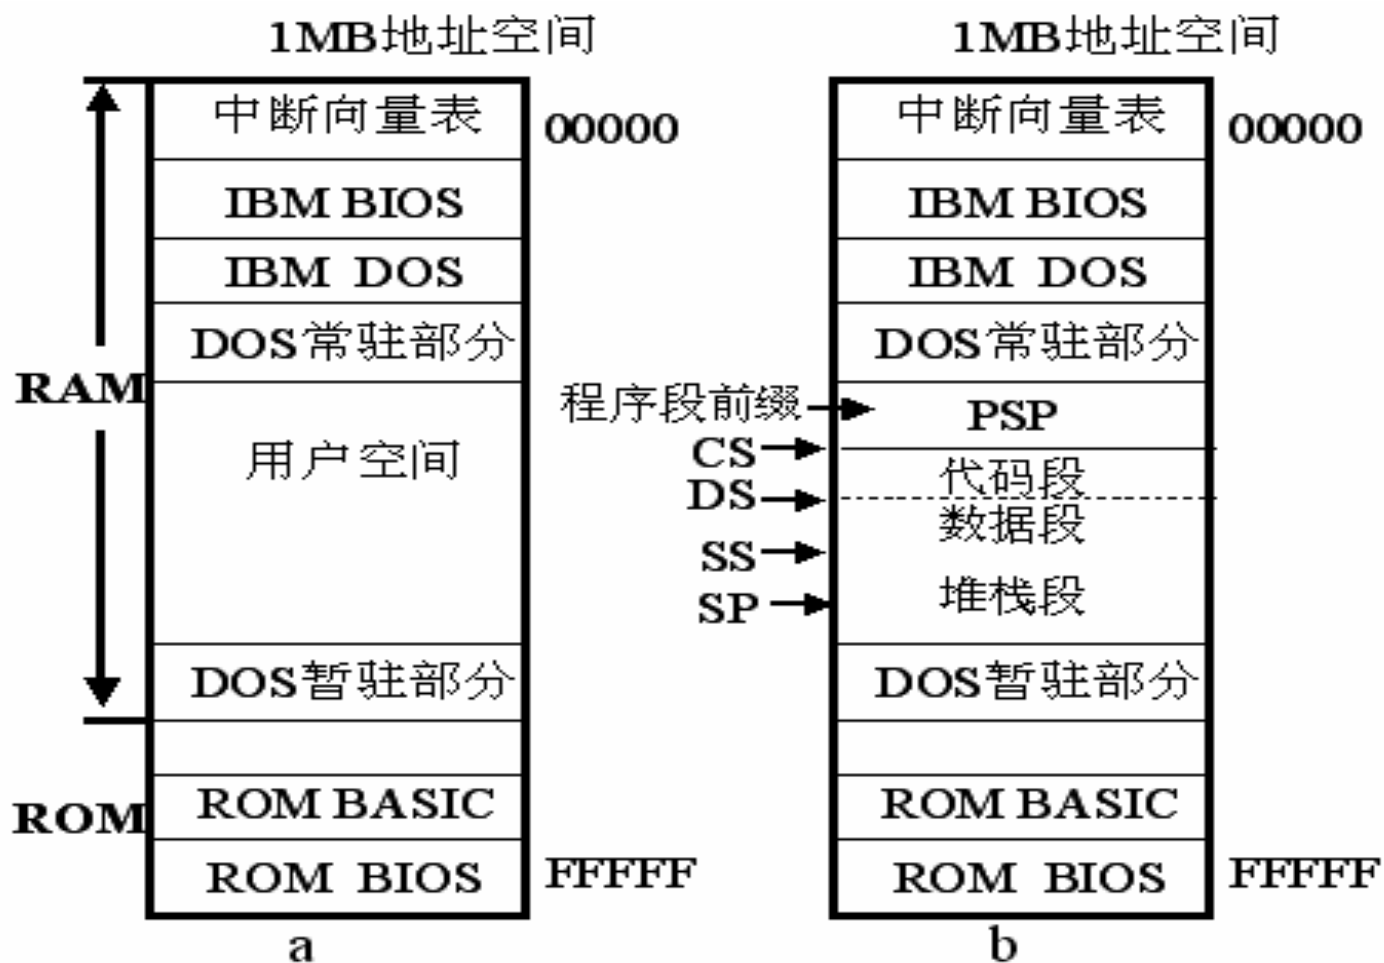 1MB地址空间
中断向量表
00000
IBM BIOS
IBM DOS
DOS常驻部分
RAM
用户空间
DOS暂驻部分
ROM
ROM BASIC
ROM BIOS
FFFFF
a
1MB地址空间
中断向量表
00000
IBM BIOS
IBM DOS
DOS常驻部分
程序段前缀
PSP
CS
代码段
DS
数据段
SS
堆栈段
SP
DOS暂驻部分
ROM BASIC
ROM BIOS
FFFFF
b